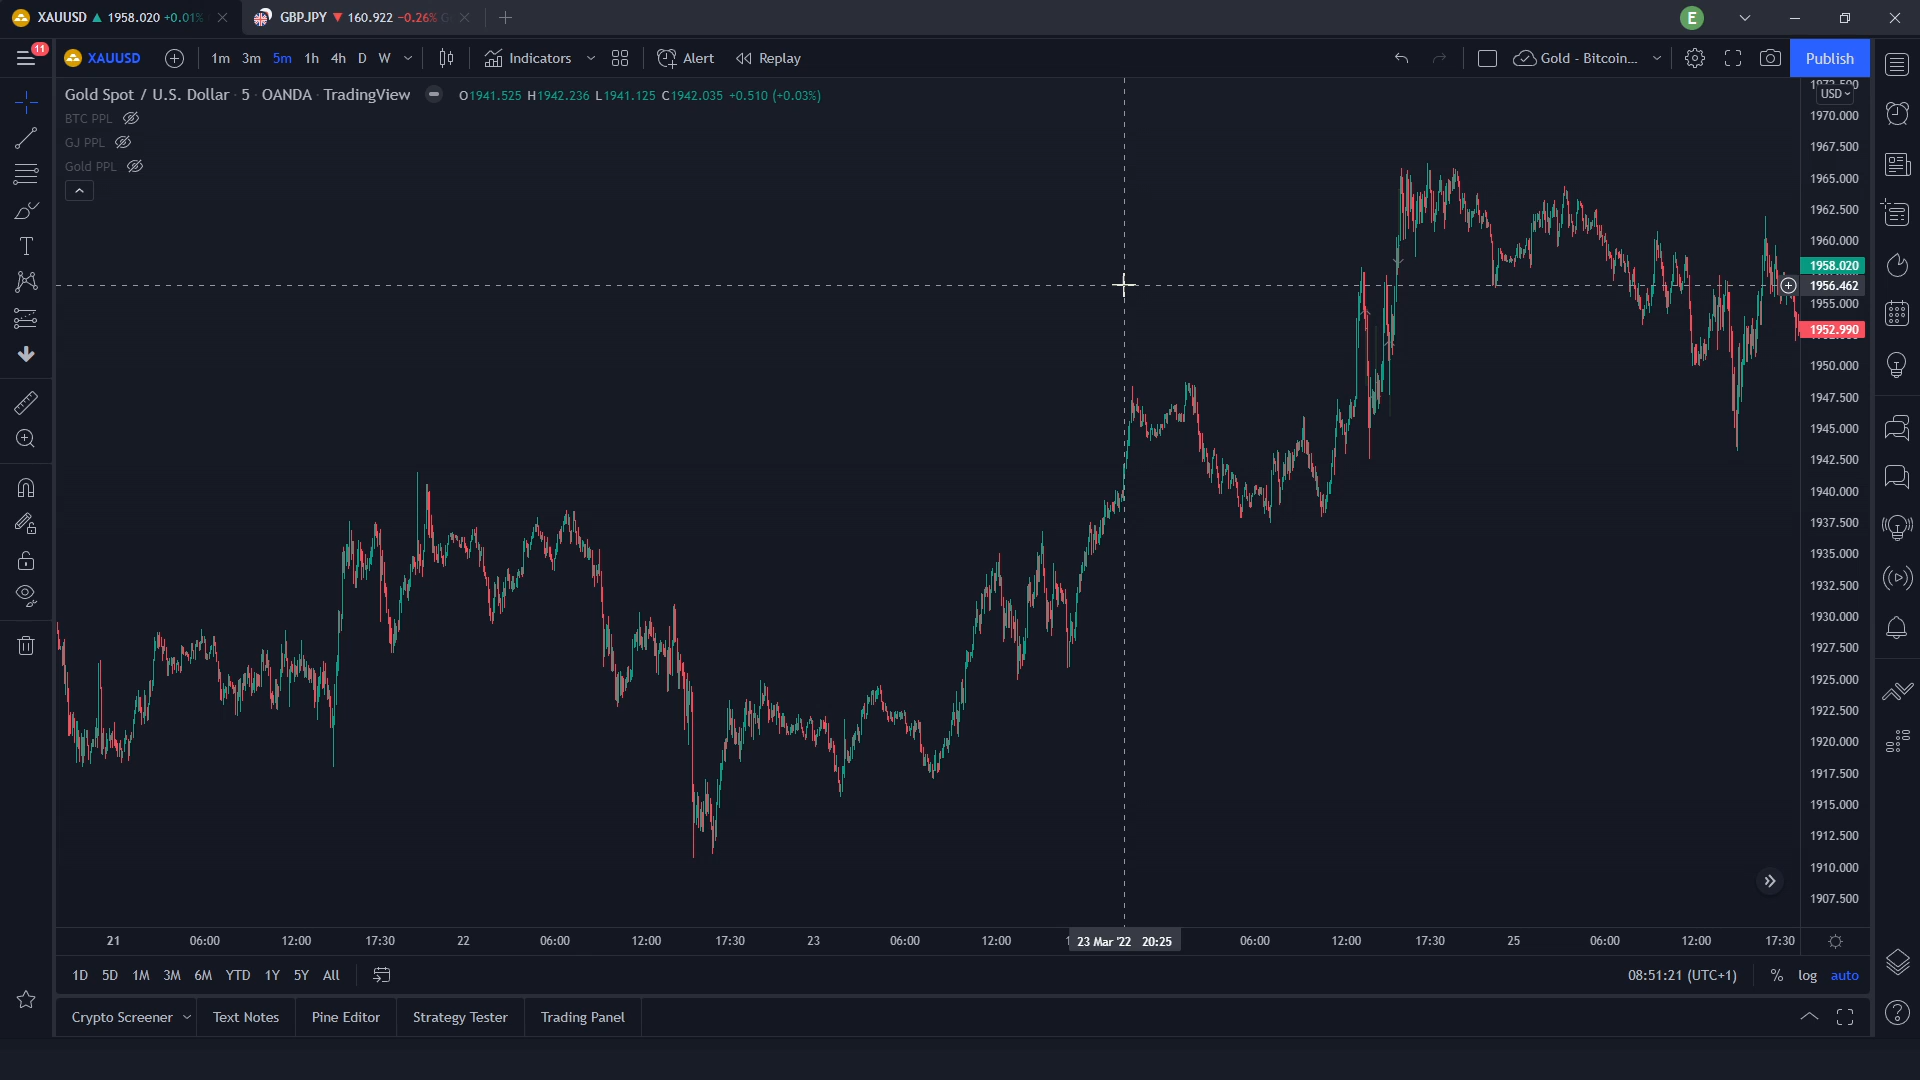 XAUUSD ▲ 1958.020 +0.01%
GBPJPY ▼ 160.922 −0.26%
E
11
XAUUSD
1m 3m 5m 1h 4h D W
Indicators
Alert
Replay
Gold - Bitcoin...
Publish
Gold Spot / U.S. Dollar · 5 · OANDA · TradingView
O1941.525 H1942.236 L1941.125 C1942.035 +0.510 (+0.03%)
BTC PPL
GJ PPL
Gold PPL
USD
1970.000
1967.500
1965.000
1962.500
1960.000
1958.020
1956.462
1955.000
1952.990
1950.000
1947.500
1945.000
1942.500
1940.000
1937.500
1935.000
1932.500
1930.000
1927.500
1925.000
1922.500
1920.000
1917.500
1915.000
1912.500
1910.000
1907.500
21 06:00 12:00 17:30 22 06:00 12:00 17:30 23 06:00 12:00 23 Mar '22 20:25 06:00 12:00 17:30 25 06:00 12:00 17:30
1D 5D 1M 3M 6M YTD 1Y 5Y All
08:51:21 (UTC+1)
% log auto
Crypto Screener
Text Notes
Pine Editor
Strategy Tester
Trading Panel